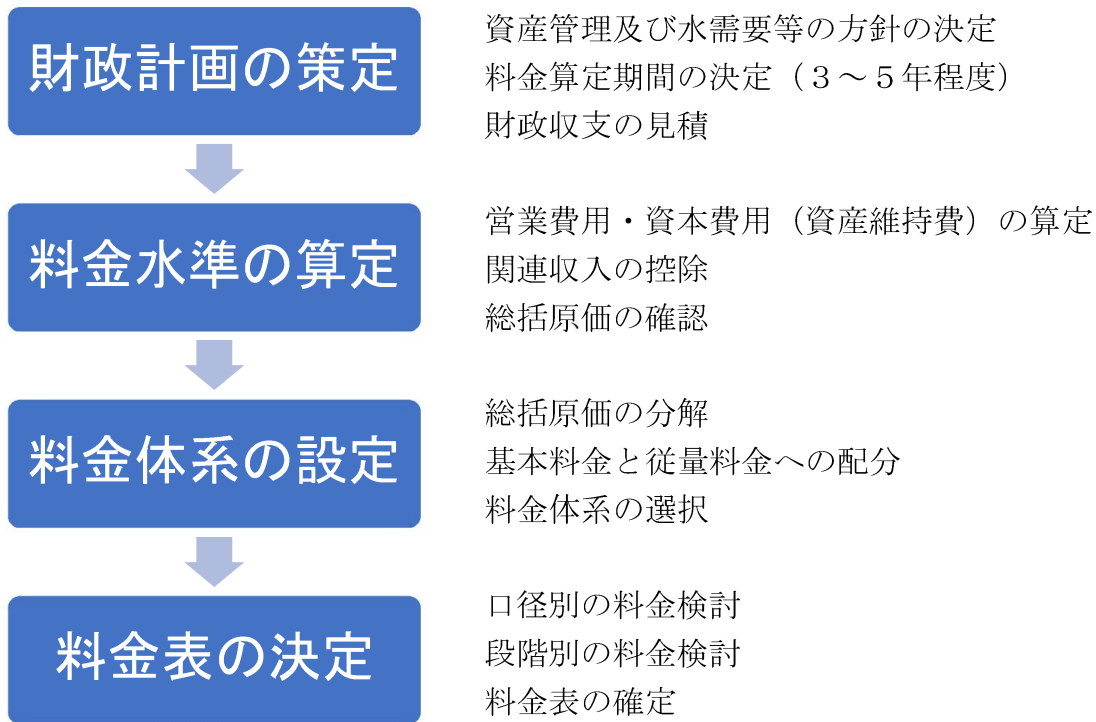 財政計画の策定
資産管理及び水需要等の方針の決定
料金算定期間の決定（３～５年程度）
財政収支の見積
料金水準の算定
営業費用・資本費用（資産維持費）の算定
関連収入の控除
総括原価の確認
料金体系の設定
総括原価の分解
基本料金と従量料金への配分
料金体系の選択
料金表の決定
口径別の料金検討
段階別の料金検討
料金表の確定